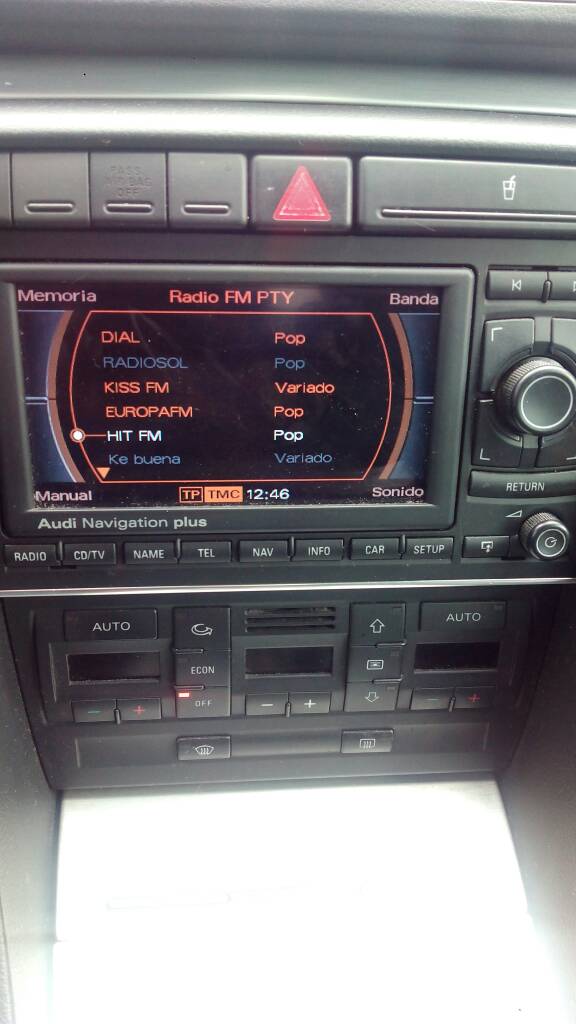 PASS
AIR BAG
OFF
Memoria Radio FM PTY Banda
DIAL Pop
RADIOSOL Pop
KISS FM Variado
EUROPAFM Pop
HIT FM Pop
Ke buena Variado
Manual TP TMC 12:46 Sonido
RETURN
Audi Navigation plus
RADIO CD/TV NAME TEL NAV INFO CAR SETUP
AUTO AUTO
ECON
OFF
- + - + - +